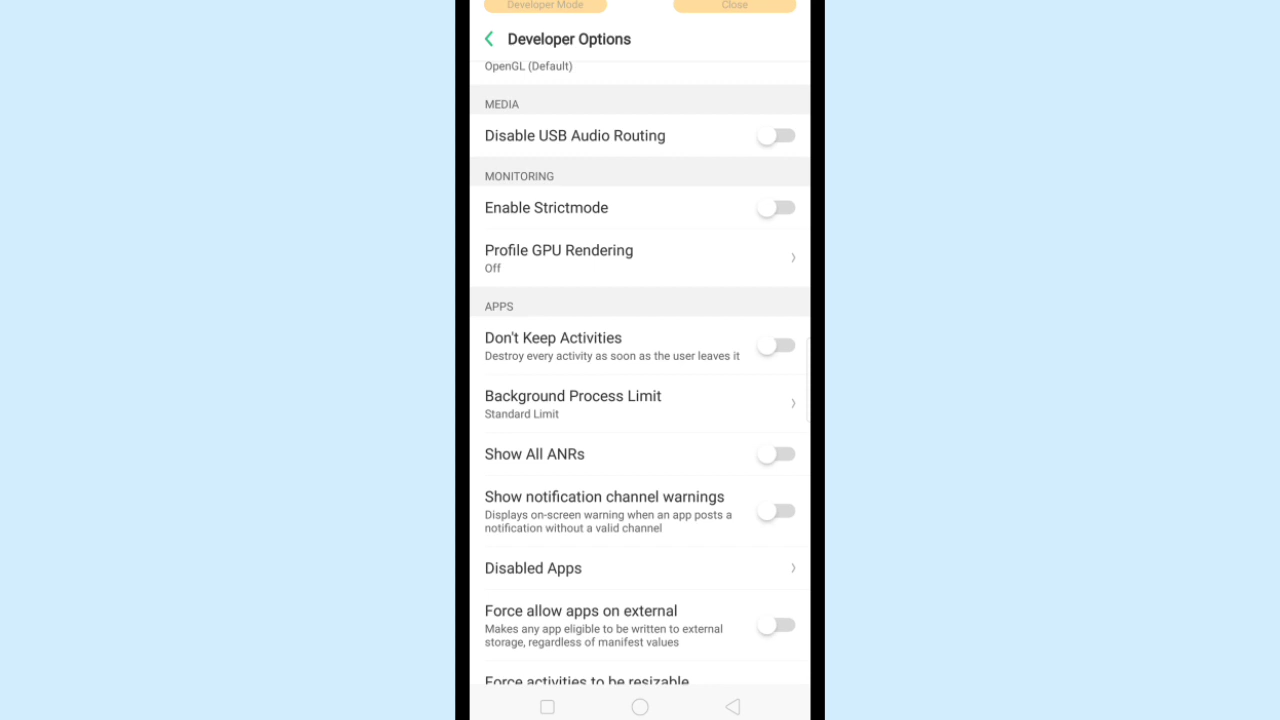 Developer Mode
Close
Developer Options
OpenGL (Default)
MEDIA
Disable USB Audio Routing
MONITORING
Enable Strictmode
Profile GPU Rendering
Off
APPS
Don't Keep Activities
Destroy every activity as soon as the user leaves it
Background Process Limit
Standard Limit
Show All ANRs
Show notification channel warnings
Displays on-screen warning when an app posts a
notification without a valid channel
Disabled Apps
Force allow apps on external
Makes any app eligible to be written to external
storage, regardless of manifest values
Force activities to be resizable